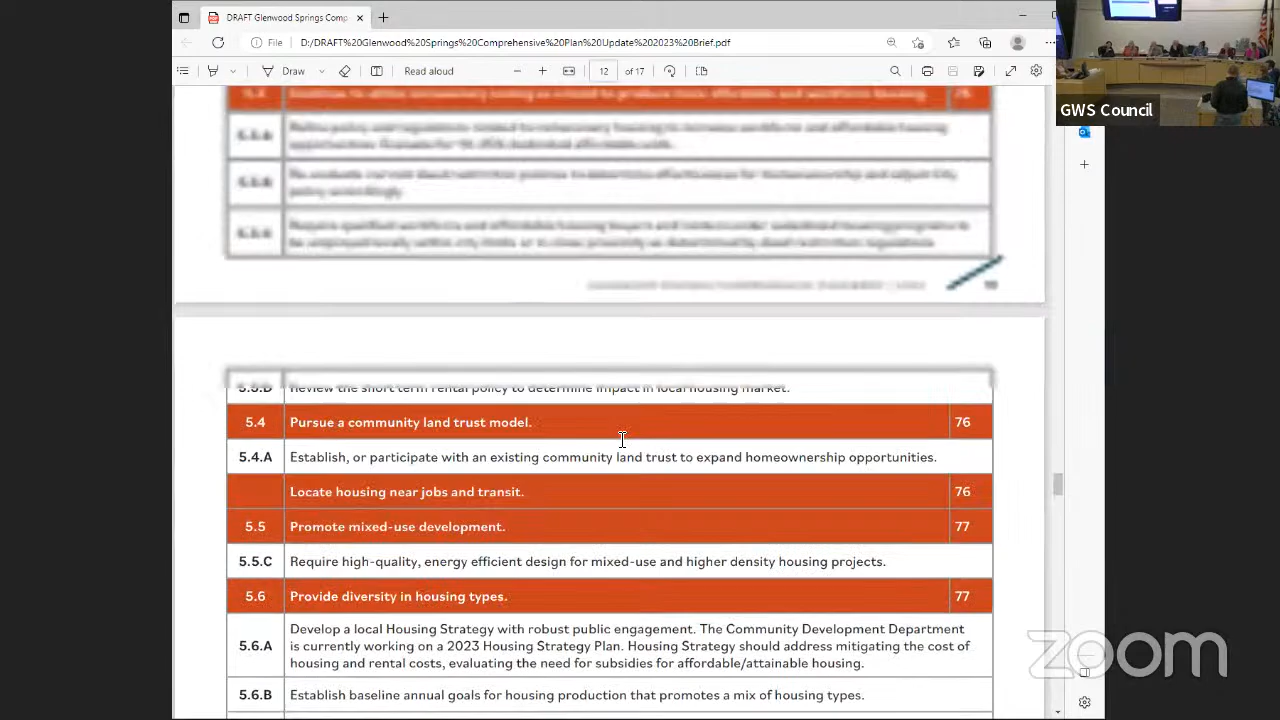 DRAFT Glenwood Springs Comp
File D:/DRAFT%20Glenwood%20Springs%20Comprehensive%20Plan%20Update%202023%20Brief.pdf
Draw Read aloud 12 of 17
GWS Council
5.5.D Review the short term rental policy to determine impact in local housing market.
5.4 Pursue a community land trust model. 76
5.4.A Establish, or participate with an existing community land trust to expand homeownership opportunities.
Locate housing near jobs and transit. 76
5.5 Promote mixed-use development. 77
5.5.C Require high-quality, energy efficient design for mixed-use and higher density housing projects.
5.6 Provide diversity in housing types. 77
5.6.A Develop a local Housing Strategy with robust public engagement. The Community Development Department
is currently working on a 2023 Housing Strategy Plan. Housing Strategy should address mitigating the cost of
housing and rental costs, evaluating the need for subsidies for affordable/attainable housing.
5.6.B Establish baseline annual goals for housing production that promotes a mix of housing types.
zoom